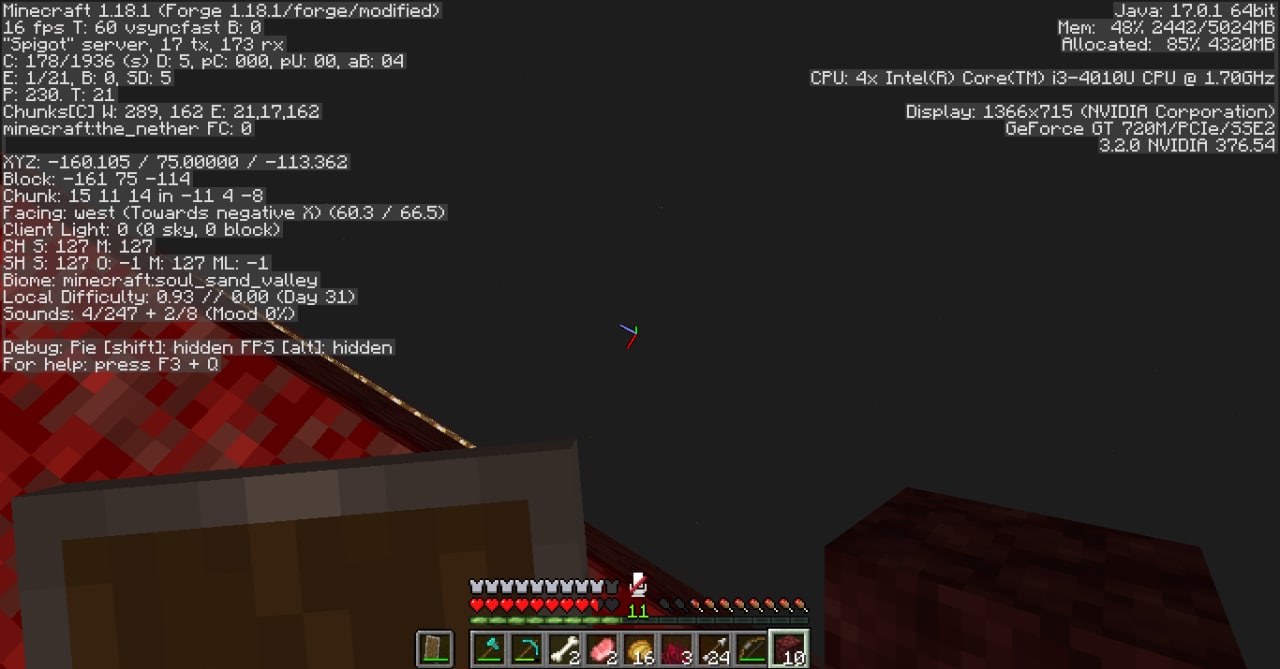 Minecraft 1.18.1 (Forge 1.18.1/forge/modified)
16 fps T: 60 vsyncfast B: 0
"Spigot" server, 17 tx, 173 rx
C: 178/1936 (s) D: 5, pC: 000, pU: 00, aB: 04
E: 1/21, B: 0, SD: 5
P: 230. T: 21
Chunks[C] W: 289, 162 E: 21,17,162
minecraft:the_nether FC: 0
XYZ: -160.105 / 75.00000 / -113.362
Block: -161 75 -114
Chunk: 15 11 14 in -11 4 -8
Facing: west (Towards negative X) (60.3 / 66.5)
Client Light: 0 (0 sky, 0 block)
CH S: 127 M: 127
SH S: 127 O: -1 M: 127 ML: -1
Biome: minecraft:soul_sand_valley
Local Difficulty: 0.93 // 0.00 (Day 31)
Sounds: 4/247 + 2/8 (Mood 0%)
Debug: Pie [shift]: hidden FPS [alt]: hidden
For help: press F3 + Q
Java: 17.0.1 64bit
Mem: 48% 2442/5024MB
Allocated: 85% 4320MB
CPU: 4x Intel(R) Core(TM) i3-4010U CPU @ 1.70GHz
Display: 1366x715 (NVIDIA Corporation)
GeForce GT 720M/PCIe/SSE2
3.2.0 NVIDIA 376.54
11
2 2 16 3 24 10